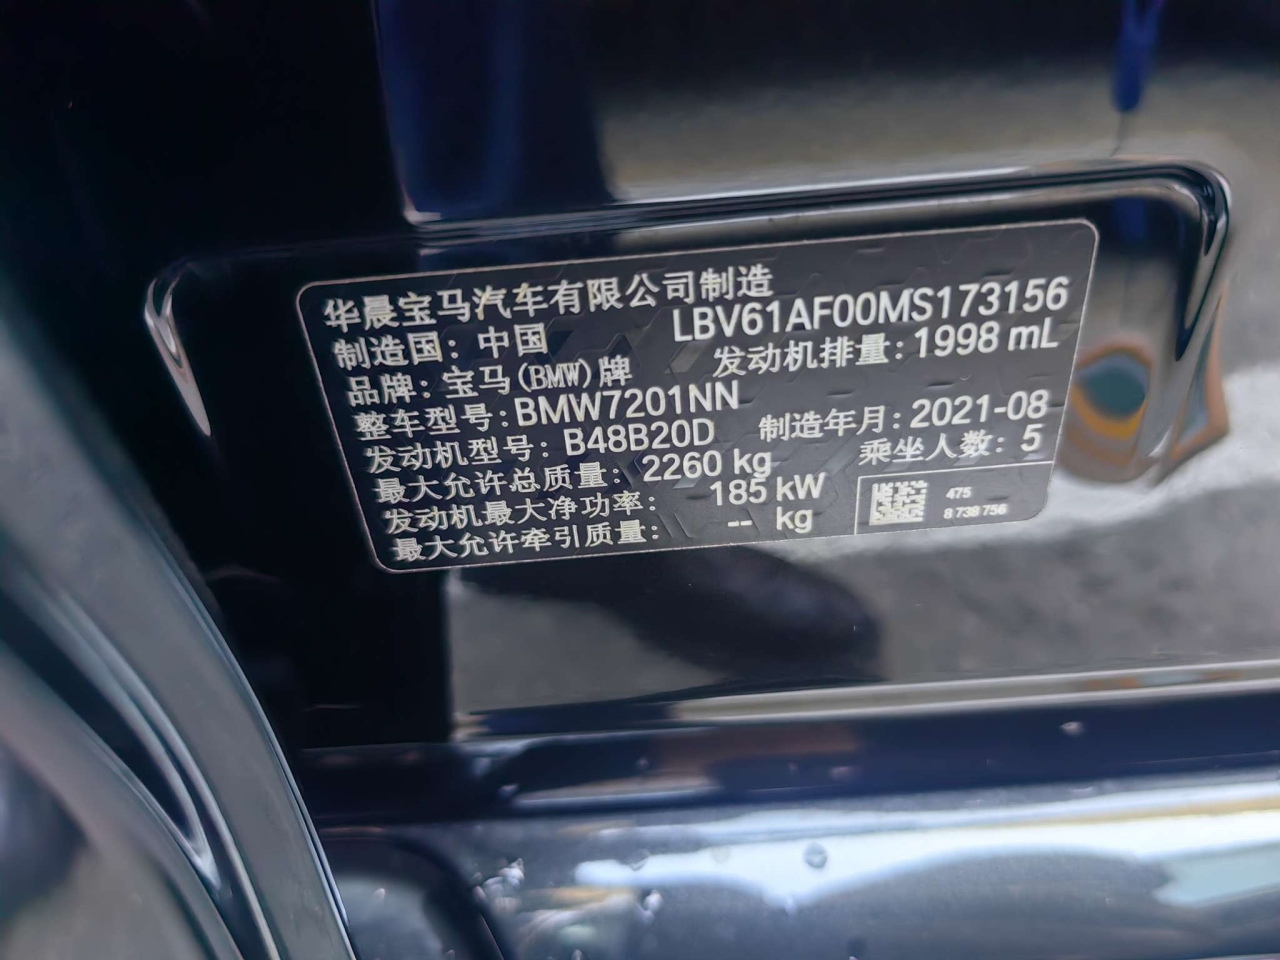 华晨宝马汽车有限公司制造
LBV61AF00MS173156
制造国：中国
发动机排量：1998 mL
品牌：宝马(BMW)牌
整车型号：BMW7201NN
制造年月：2021-08
发动机型号：B48B20D
乘坐人数：5
最大允许总质量：2260 kg
发动机最大净功率：185 kW
最大允许牵引质量：-- kg
475
8 738 756